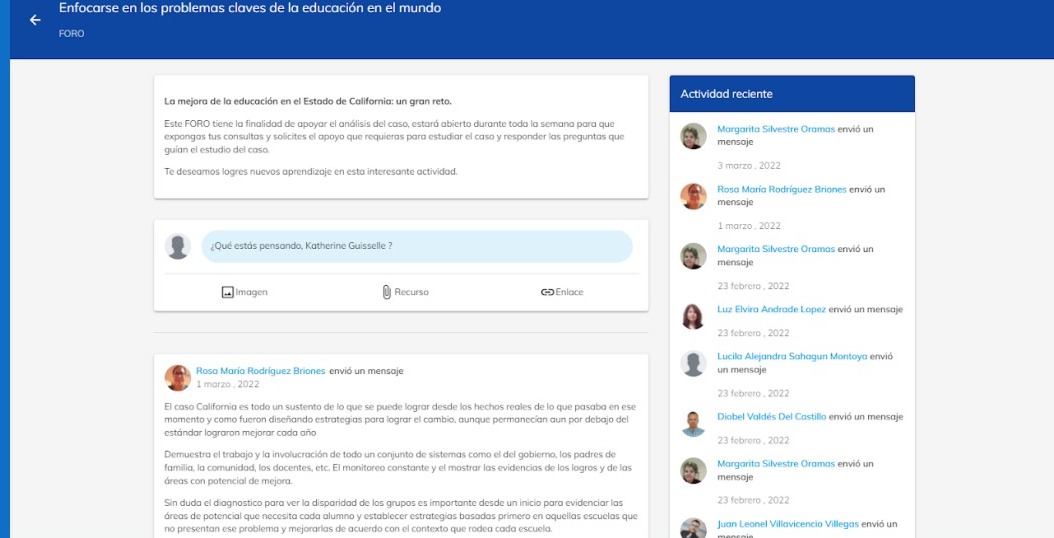 Enfocarse en los problemas claves de la educación en el mundo
FORO
La mejora de la educación en el Estado de California: un gran reto.
Este FORO tiene la finalidad de apoyar el análisis del caso, estará abierto durante toda la semana para que
expongas tus consultas y solicites el apoyo que requieras para estudiar el caso y responder las preguntas que
guían el estudio del caso.
Te deseamos logres nuevos aprendizaje en esta interesante actividad.
¿Qué estás pensando, Katherine Guisselle ?
Imagen
Recurso
Enlace
Rosa María Rodríguez Briones envió un mensaje
1 marzo , 2022
El caso California es todo un sustento de lo que se puede lograr desde los hechos reales de lo que pasaba en ese
momento y como fueron diseñando estrategias para lograr el cambio, aunque permanecían aun por debajo del
estándar lograron mejorar cada año
Demuestra el trabajo y la involucración de todo un conjunto de sistemas como el del gobierno, los padres de
familia, la comunidad, los docentes, etc. El monitoreo constante y el mostrar las evidencias de los logros y de las
áreas con potencial de mejora.
Sin duda el diagnostico para ver la disparidad de los grupos es importante desde un inicio para evidenciar las
áreas de potencial que necesita cada alumno y establecer estrategias basadas primero en aquellas escuelas que
no presentan ese problema y mejorarlas de acuerdo con el contexto que rodea cada escuela.
Actividad reciente
Margarita Silvestre Oramas envió un
mensaje
3 marzo , 2022
Rosa María Rodríguez Briones envió un
mensaje
1 marzo , 2022
Margarita Silvestre Oramas envió un
mensaje
23 febrero , 2022
Luz Elvira Andrade Lopez envió un mensaje
23 febrero , 2022
Lucila Alejandra Sahagun Montoya envió
un mensaje
23 febrero , 2022
Diobel Valdés Del Castillo envió un mensaje
23 febrero , 2022
Margarita Silvestre Oramas envió un
mensaje
23 febrero , 2022
Juan Leonel Villavicencio Villegas envió un
mensaje